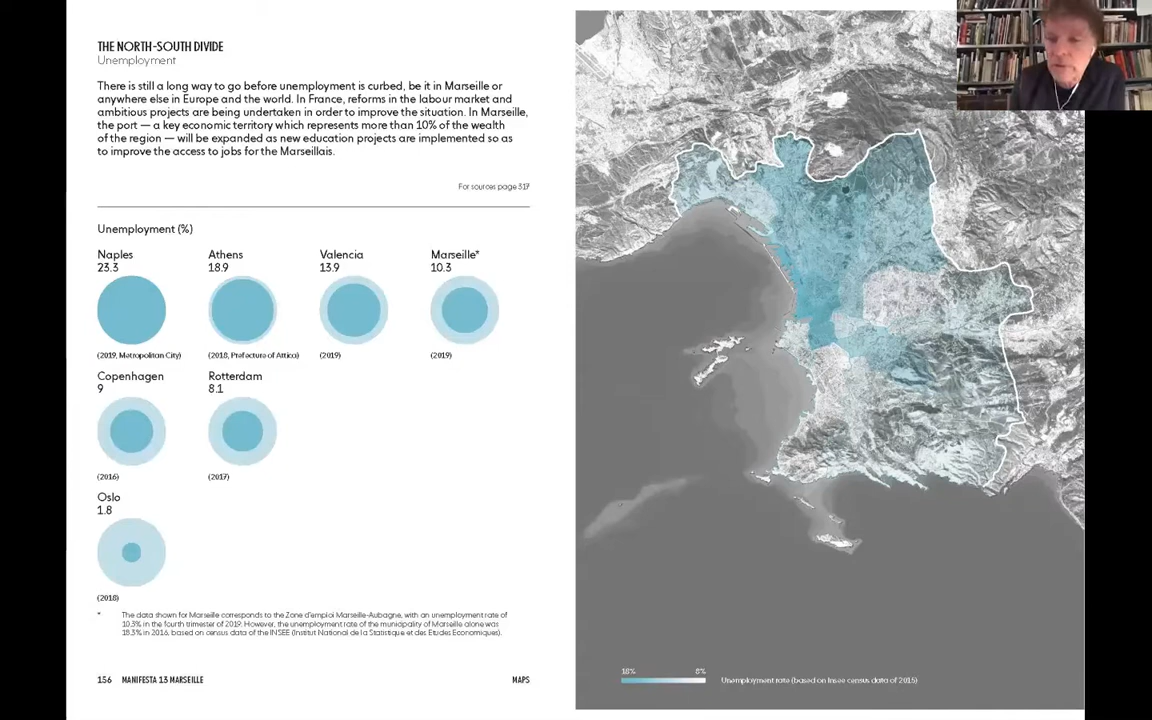 THE NORTH-SOUTH DIVIDE
Unemployment
There is still a long way to go before unemployment is curbed, be it in Marseille or
anywhere else in Europe and the world. In France, reforms in the labour market and
ambitious projects are being undertaken in order to improve the situation. In Marseille,
the port — a key economic territory which represents more than 10% of the wealth
of the region — will be expanded as new education projects are implemented so as
to improve the access to jobs for the Marseillais.
For sources page 317
Unemployment (%)
Naples
23.3
(2019, Metropolitan City)
Athens
18.9
(2018, Prefecture of Attica)
Valencia
13.9
(2019)
Marseille*
10.3
(2019)
Copenhagen
9
(2016)
Rotterdam
8.1
(2017)
Oslo
1.8
(2018)
* The data shown for Marseille corresponds to the Zone d'emploi Marseille-Aubagne, with an unemployment rate of
10.3% in the fourth trimester of 2019. However, the unemployment rate of the municipality of Marseille alone was
18.3% in 2016, based on census data of the INSEE (Institut National de la Statistique et des Etudes Economiques).
156 MANIFESTA 13 MARSEILLE
MAPS
18% 8%
Unemployment rate (based on Insee census data of 2015)